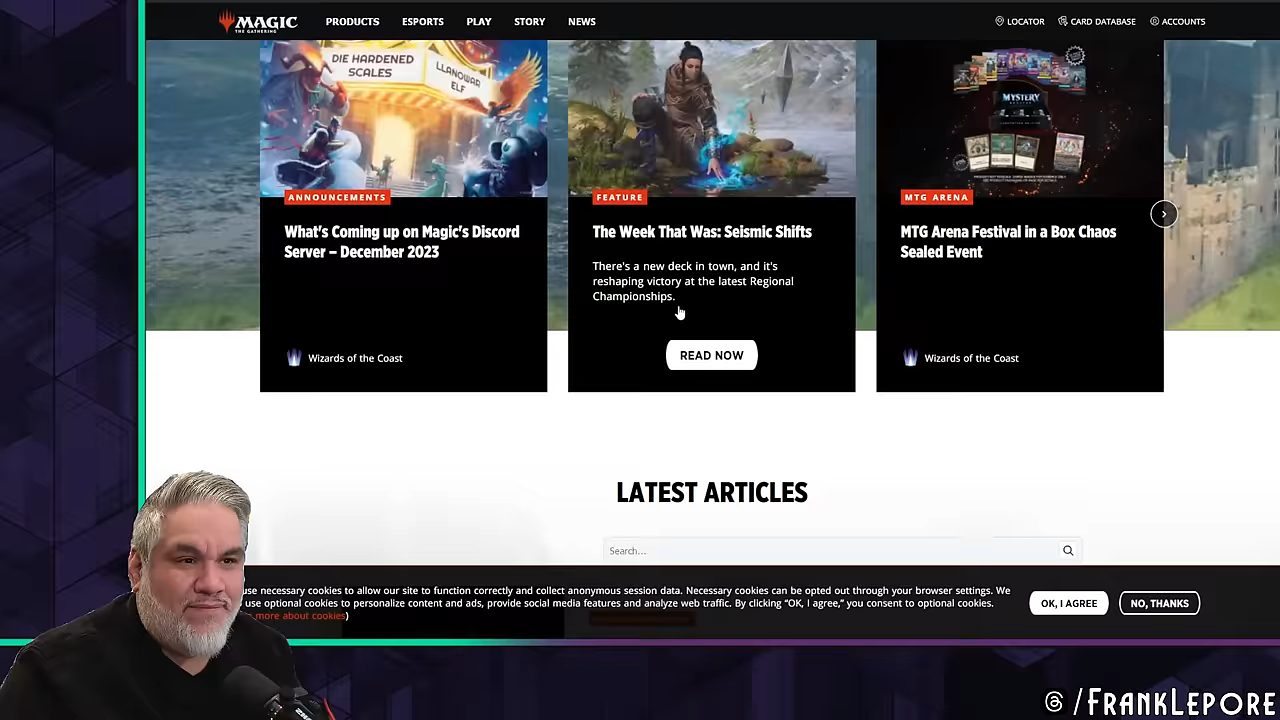 MAGIC
THE GATHERING
PRODUCTS
ESPORTS
PLAY
STORY
NEWS
LOCATOR
CARD DATABASE
ACCOUNTS
DIE HARDENED
SCALES
LLANOWAR
ELF
ANNOUNCEMENTS
What's Coming up on Magic's Discord
Server – December 2023
Wizards of the Coast
FEATURE
The Week That Was: Seismic Shifts
There's a new deck in town, and it's
reshaping victory at the latest Regional
Championships.
READ NOW
MYSTERY
MTG ARENA
MTG Arena Festival in a Box Chaos
Sealed Event
Wizards of the Coast
LATEST ARTICLES
Search...
use necessary cookies to allow our site to function correctly and collect anonymous session data. Necessary cookies can be opted out through your browser settings. We
use optional cookies to personalize content and ads, provide social media features and analyze web traffic. By clicking “OK, I agree,” you consent to optional cookies.
more about cookies)
OK, I AGREE
NO, THANKS
/FRANKLEPORE